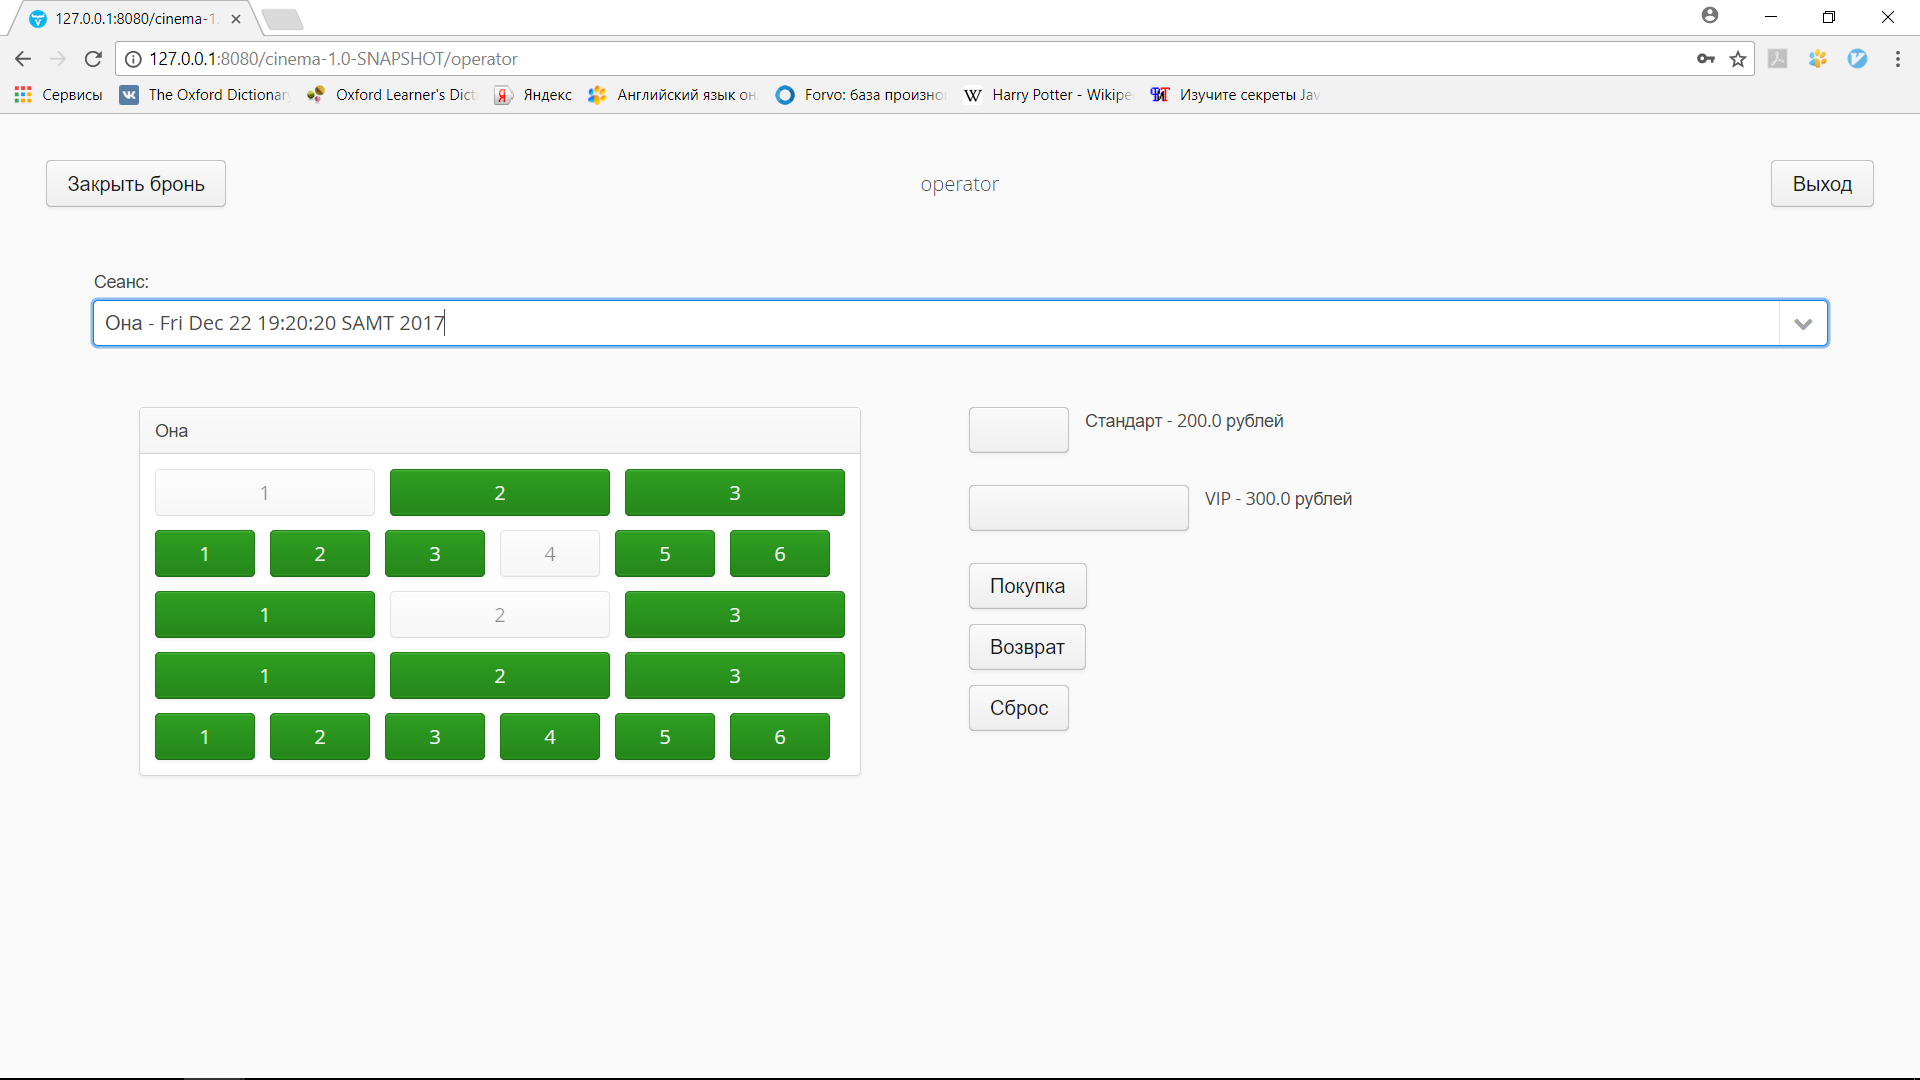 127.0.0.1:8080/cinema-1.
127.0.0.1:8080/cinema-1.0-SNAPSHOT/operator
Сервисы The Oxford Dictionary Oxford Learner's Dict Яндекс Английский язык он Forvo: база произно Harry Potter - Wikipe Изучите секреты Jav
Закрыть бронь operator Выход
Сеанс:
Она - Fri Dec 22 19:20:20 SAMT 2017
Она
1 2 3
1 2 3 4 5 6
1 2 3
1 2 3
1 2 3 4 5 6
Стандарт - 200.0 рублей
VIP - 300.0 рублей
Покупка
Возврат
Сброс